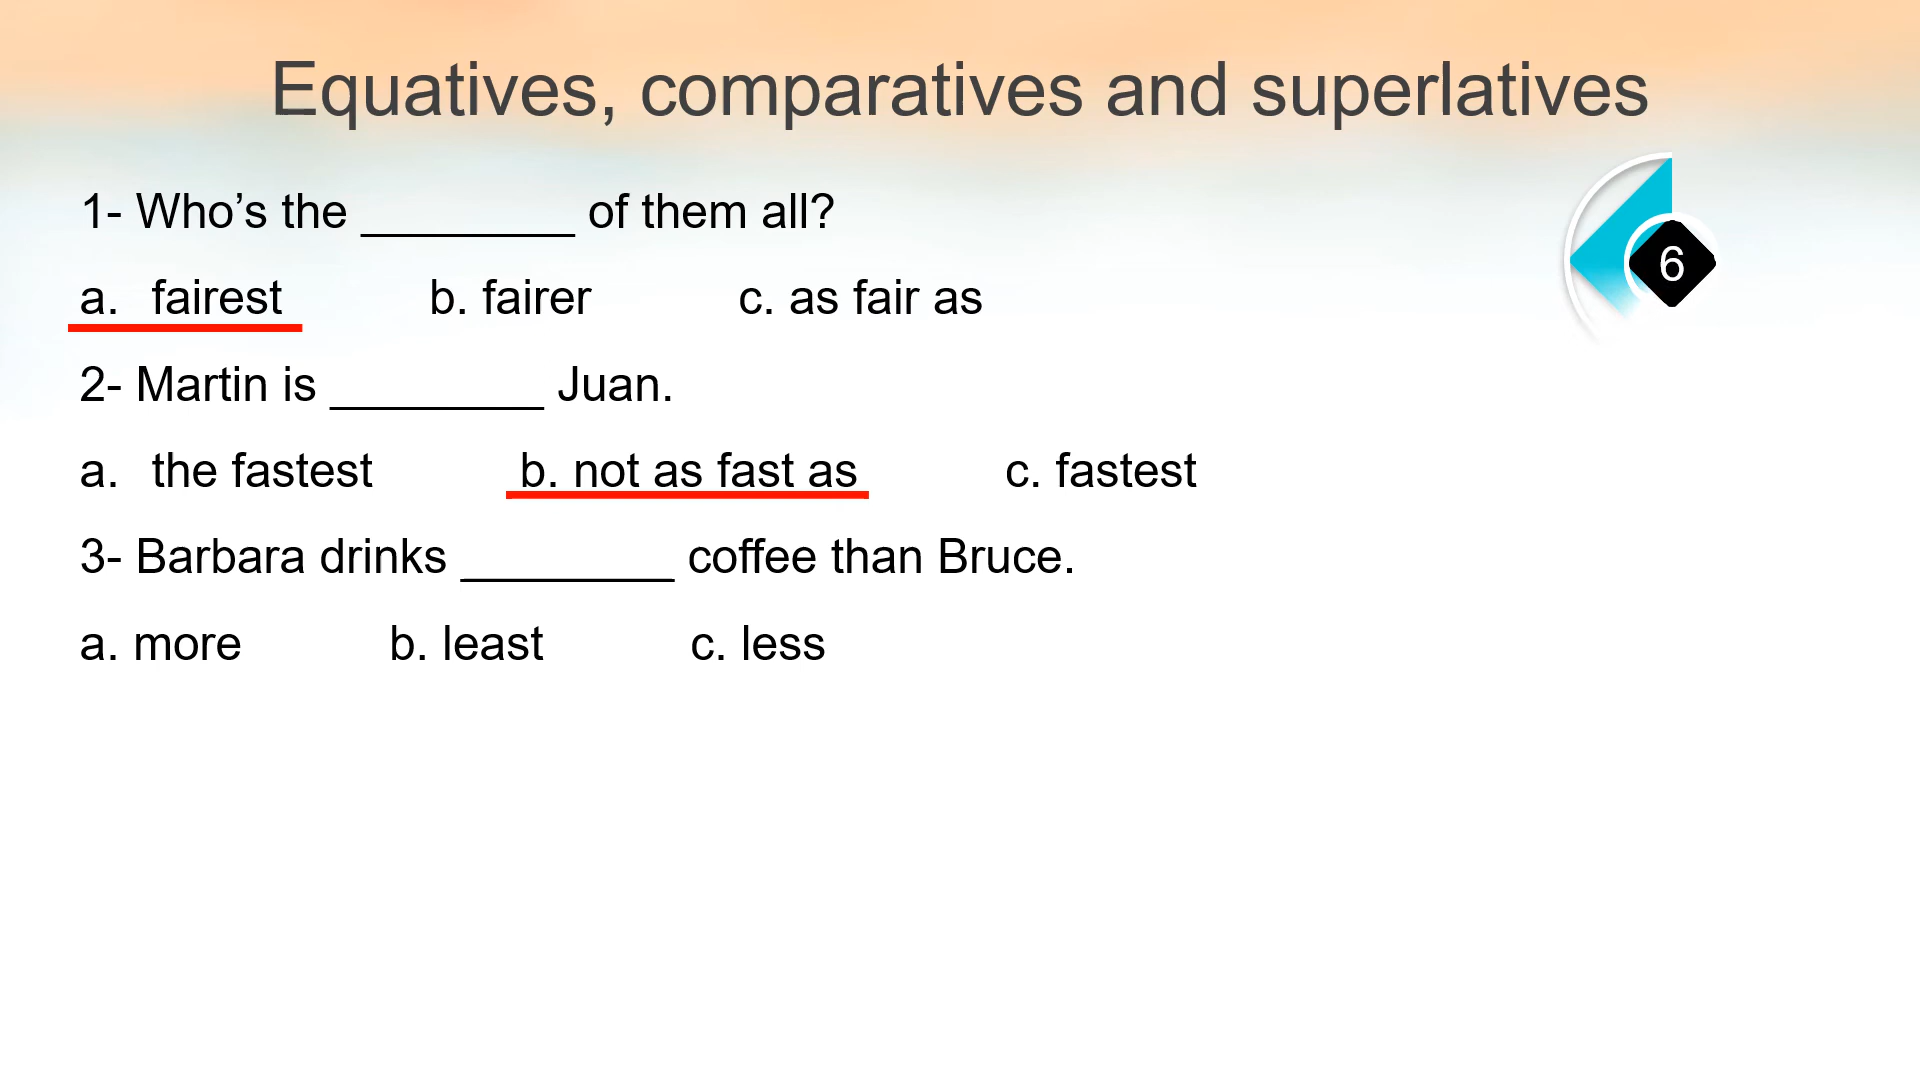 Equatives, comparatives and superlatives
1- Who’s the ________ of them all?
6
a. fairest b. fairer c. as fair as
2- Martin is ________ Juan.
a. the fastest b. not as fast as c. fastest
3- Barbara drinks ________ coffee than Bruce.
a. more b. least c. less